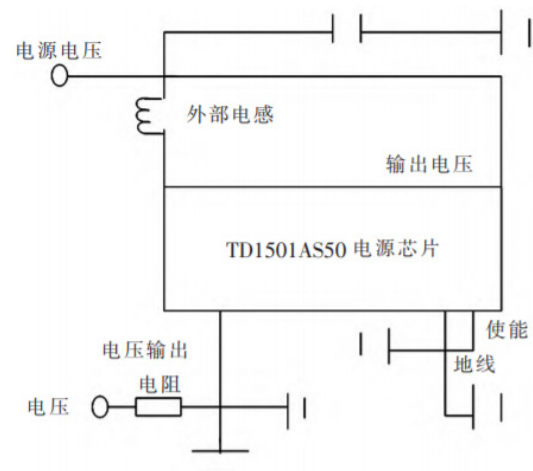 电源电压
外部电感
输出电压
TD1501AS50 电源芯片
使能
电压输出
地线
电阻
电压